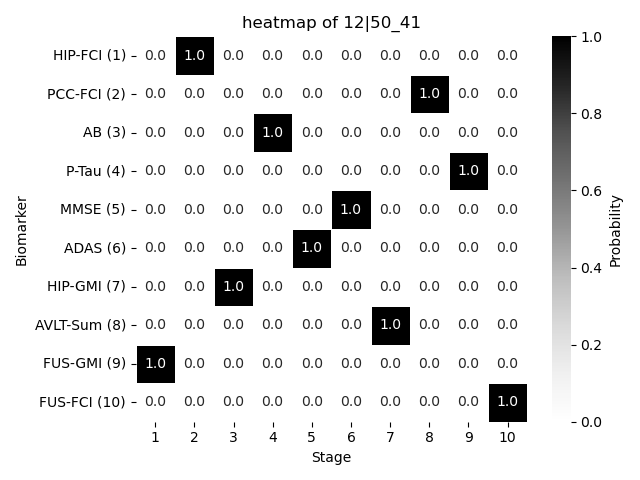 heatmap of 12|50_41
HIP-FCI (1) 0.0 1.0 0.0 0.0 0.0 0.0 0.0 0.0 0.0 0.0
PCC-FCI (2) 0.0 0.0 0.0 0.0 0.0 0.0 0.0 1.0 0.0 0.0
AB (3) 0.0 0.0 0.0 1.0 0.0 0.0 0.0 0.0 0.0 0.0
P-Tau (4) 0.0 0.0 0.0 0.0 0.0 0.0 0.0 0.0 1.0 0.0
MMSE (5) 0.0 0.0 0.0 0.0 0.0 1.0 0.0 0.0 0.0 0.0
ADAS (6) 0.0 0.0 0.0 0.0 1.0 0.0 0.0 0.0 0.0 0.0
HIP-GMI (7) 0.0 0.0 1.0 0.0 0.0 0.0 0.0 0.0 0.0 0.0
AVLT-Sum (8) 0.0 0.0 0.0 0.0 0.0 0.0 1.0 0.0 0.0 0.0
FUS-GMI (9) 1.0 0.0 0.0 0.0 0.0 0.0 0.0 0.0 0.0 0.0
FUS-FCI (10) 0.0 0.0 0.0 0.0 0.0 0.0 0.0 0.0 0.0 1.0
1 2 3 4 5 6 7 8 9 10
Stage
Biomarker
1.0
0.8
0.6
0.4
0.2
0.0
Probability